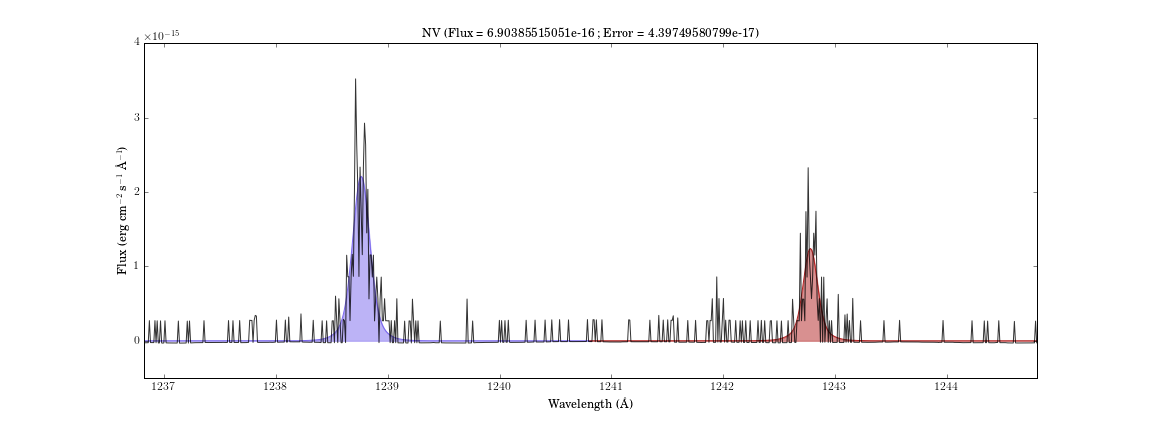 NV (Flux = 6.90385515051e-16 ; Error = 4.39749580799e-17)
4 ×10⁻¹⁵
3
2
1
0
Flux (erg cm⁻² s⁻¹ Å⁻¹)
1237 1238 1239 1240 1241 1242 1243 1244
Wavelength (Å)